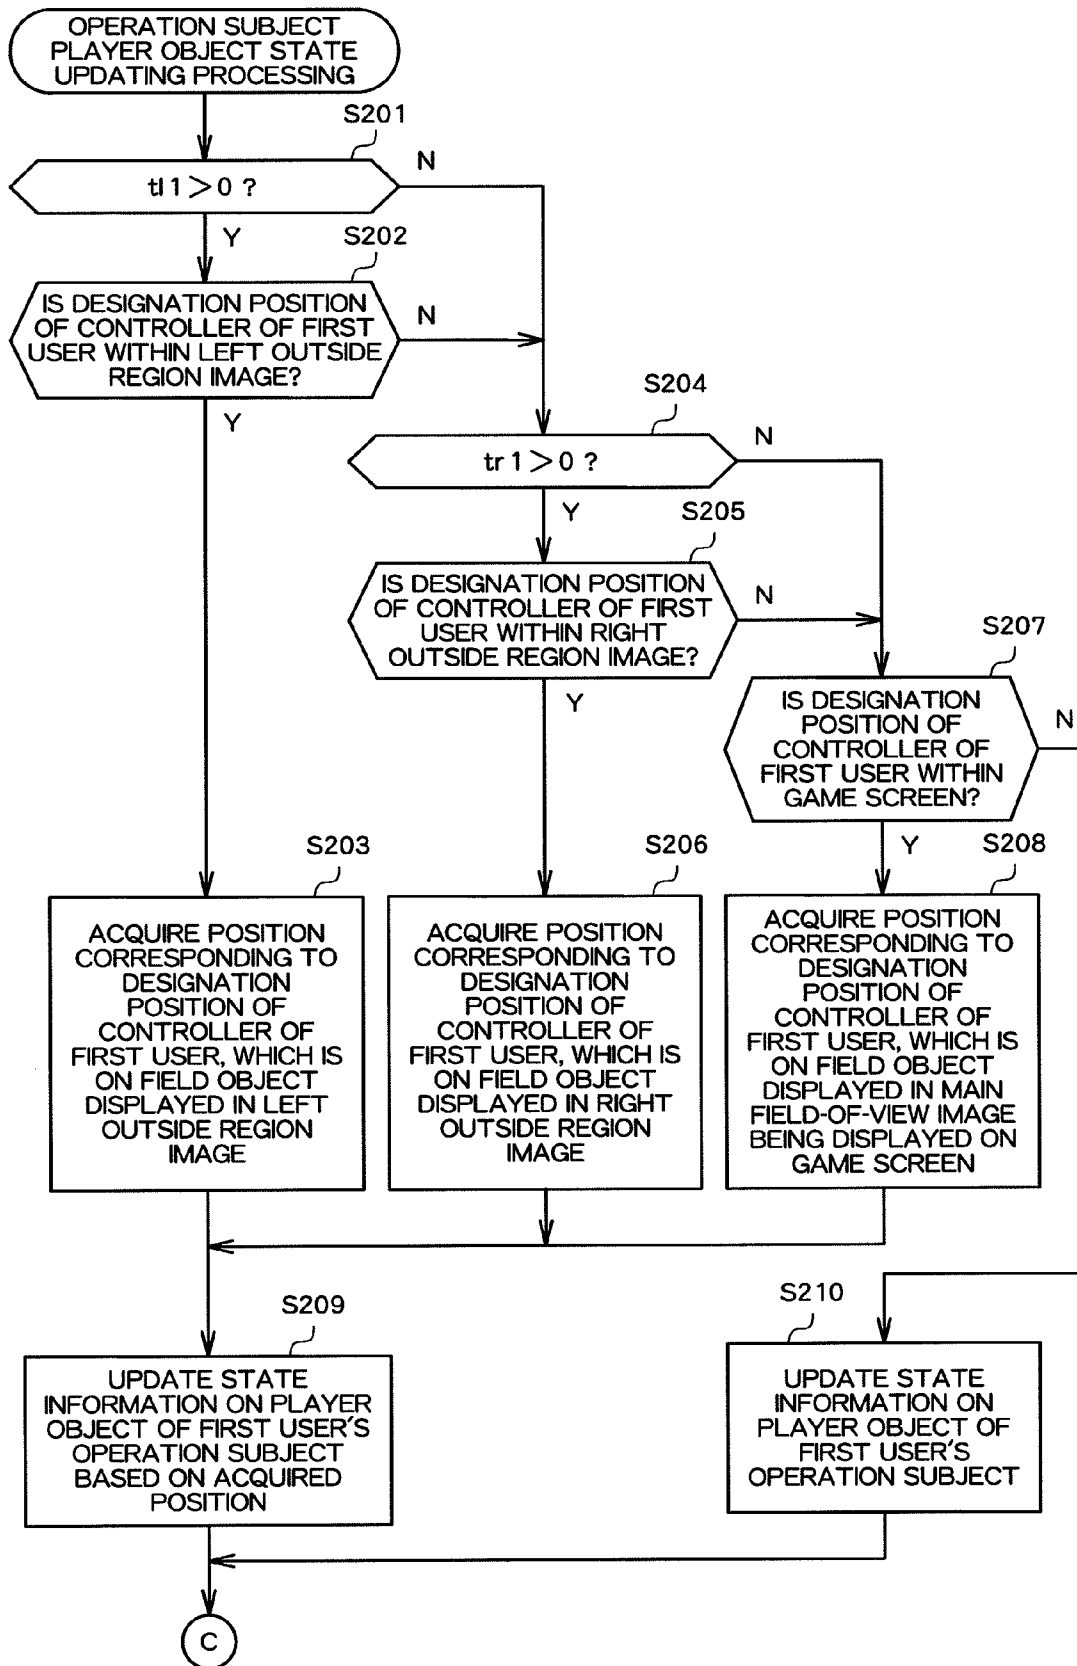 OPERATION SUBJECT
PLAYER OBJECT STATE
UPDATING PROCESSING
S201
tl1>0 ?
N
Y
S202
IS DESIGNATION POSITION
OF CONTROLLER OF FIRST
USER WITHIN LEFT OUTSIDE
REGION IMAGE?
N
Y
S204
tr1>0 ?
N
Y
S205
IS DESIGNATION POSITION
OF CONTROLLER OF FIRST
USER WITHIN RIGHT
OUTSIDE REGION IMAGE?
N
Y
S207
IS DESIGNATION
POSITION OF
CONTROLLER OF
FIRST USER WITHIN
GAME SCREEN?
N
Y
S203
ACQUIRE POSITION
CORRESPONDING TO
DESIGNATION
POSITION OF
CONTROLLER OF
FIRST USER, WHICH IS
ON FIELD OBJECT
DISPLAYED IN LEFT
OUTSIDE REGION
IMAGE
S206
ACQUIRE POSITION
CORRESPONDING TO
DESIGNATION
POSITION OF
CONTROLLER OF
FIRST USER, WHICH IS
ON FIELD OBJECT
DISPLAYED IN RIGHT
OUTSIDE REGION
IMAGE
S208
ACQUIRE POSITION
CORRESPONDING TO
DESIGNATION
POSITION OF
CONTROLLER OF
FIRST USER, WHICH IS
ON FIELD OBJECT
DISPLAYED IN MAIN
FIELD-OF-VIEW IMAGE
BEING DISPLAYED ON
GAME SCREEN
S209
UPDATE STATE
INFORMATION ON PLAYER
OBJECT OF FIRST USER'S
OPERATION SUBJECT
BASED ON ACQUIRED
POSITION
S210
UPDATE STATE
INFORMATION ON
PLAYER OBJECT OF
FIRST USER'S
OPERATION SUBJECT
C